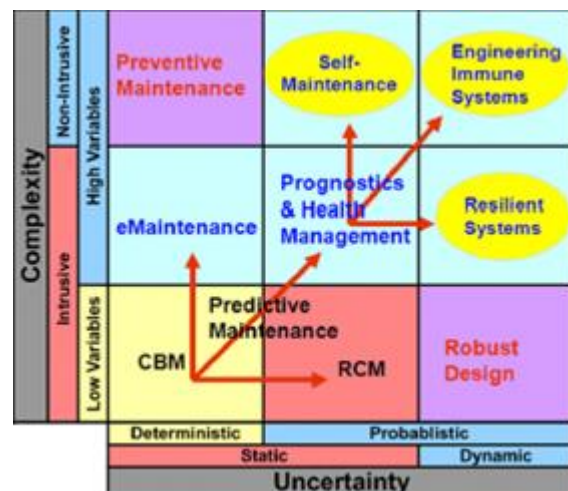 Complexity
Non-Intrusive
Intrusive
High Variables
Low Variables
Preventive
Maintenance
Self-
Maintenance
Engineering
Immune
Systems
eMaintenance
Prognostics
& Health
Management
Resilient
Systems
Predictive
Maintenance
CBM
RCM
Robust
Design
Deterministic
Probablistic
Static
Dynamic
Uncertainty